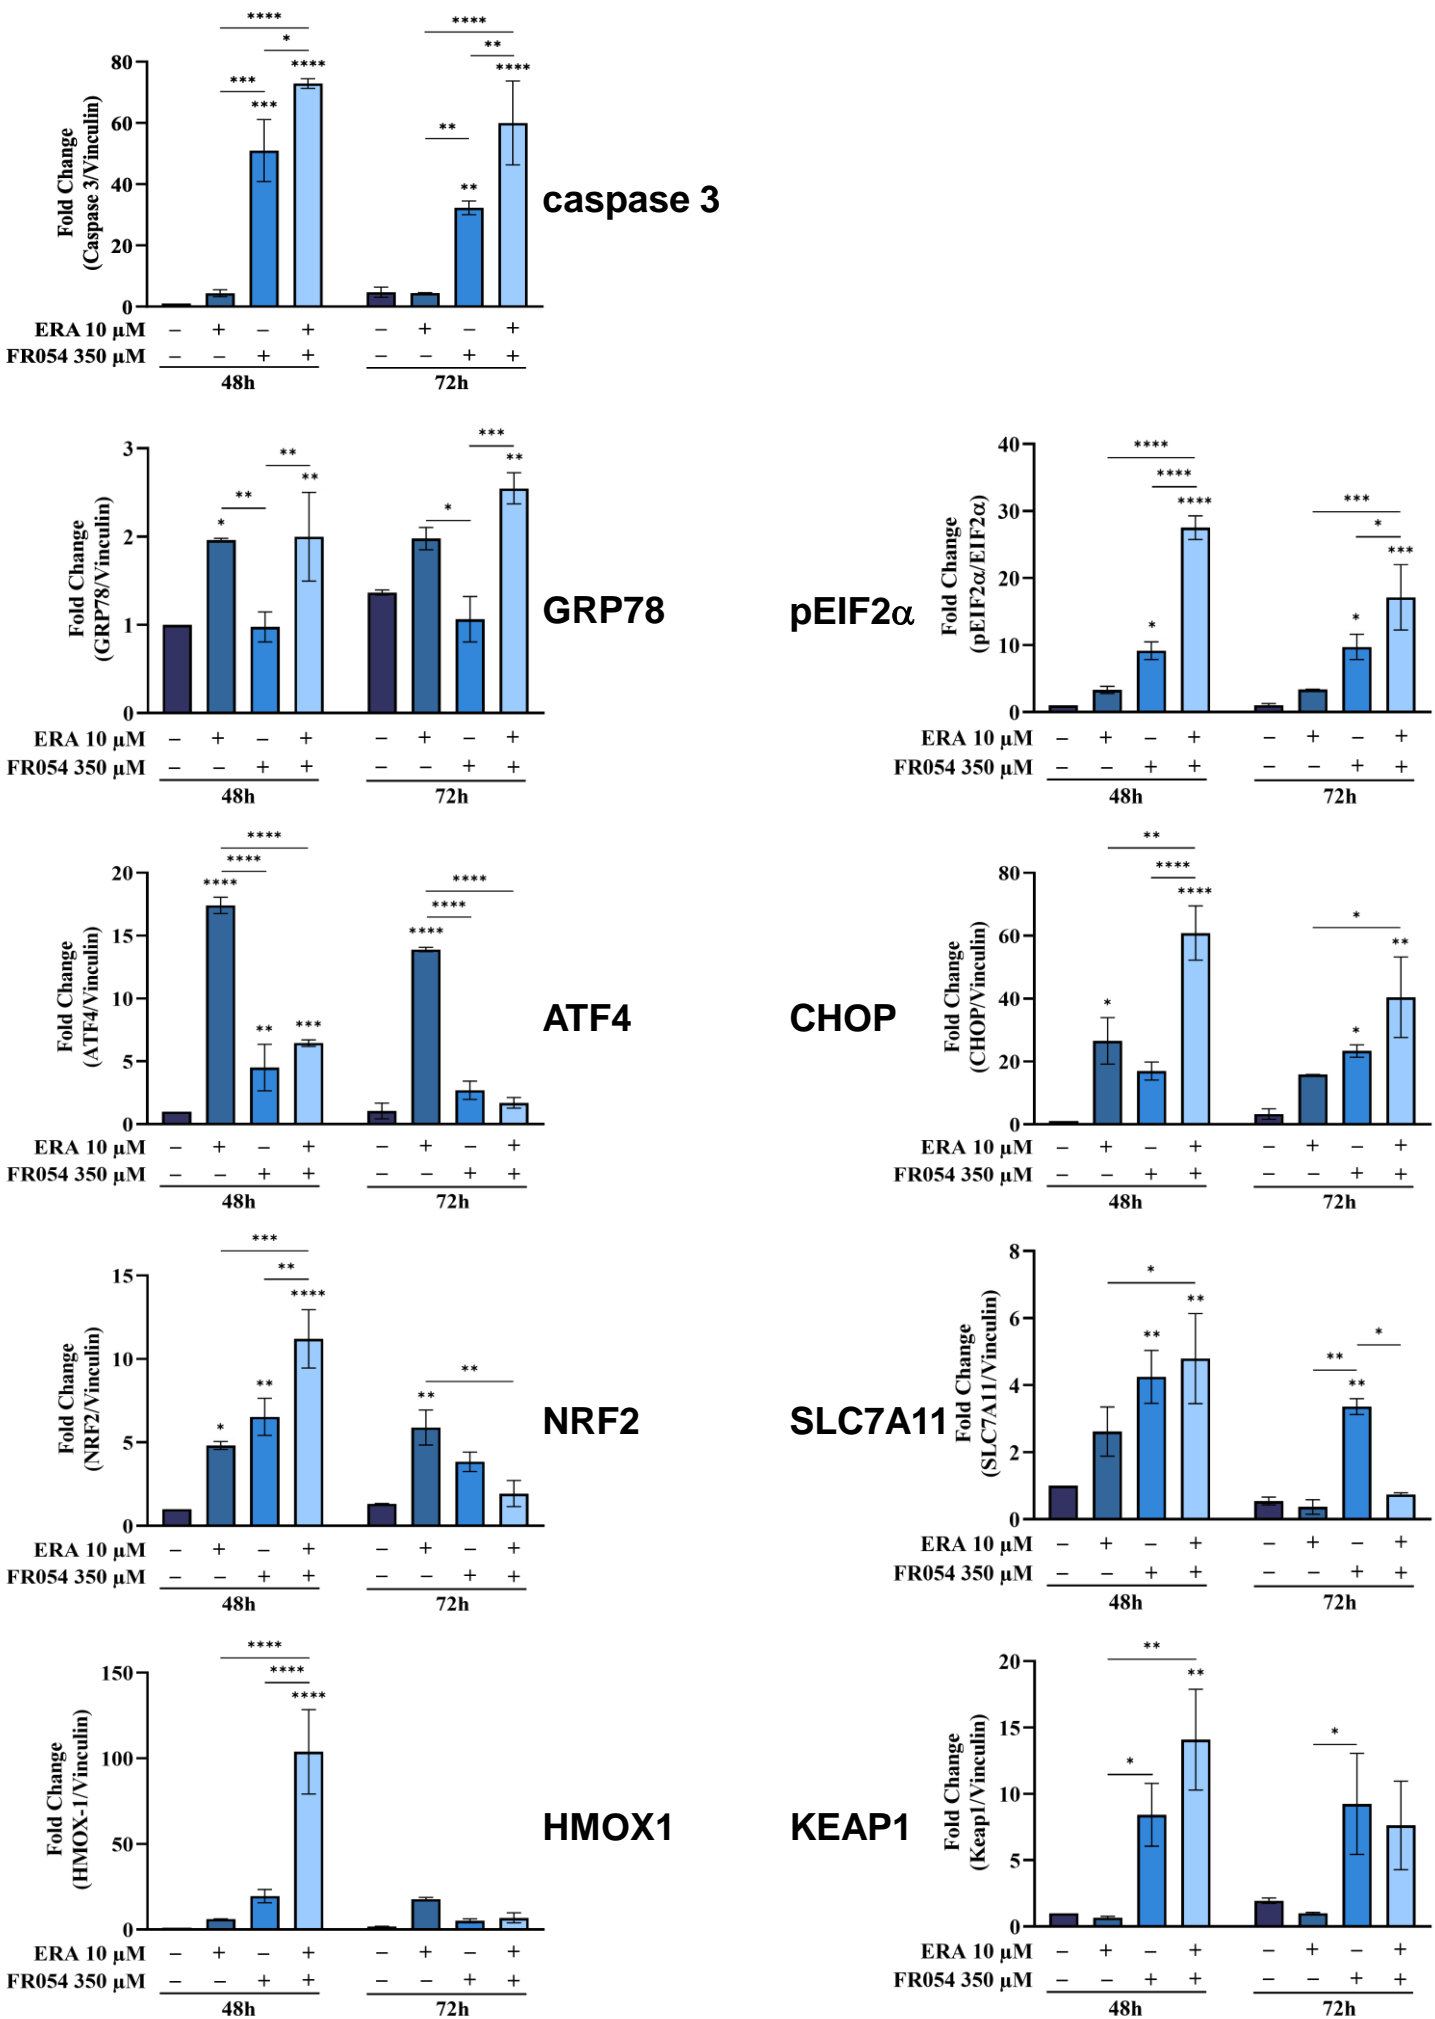 ****
*
***
***
****
****
**
**
**
****
Fold Change
(Caspase 3/Vinculin)
80
60
40
20
0
caspase 3
ERA 10 µM − + − + − + − +
FR054 350 µM − − + + − − + +
48h 72h
**
**
*
**
***
*
**
Fold Change
(GRP78/Vinculin)
3
2
1
0
GRP78
ERA 10 µM − + − + − + − +
FR054 350 µM − − + + − − + +
48h 72h
pEIF2α
Fold Change
(pEIF2α/EIF2α)
40
30
20
10
0
****
****
****
*
***
*
***
*
ERA 10 µM − + − + − + − +
FR054 350 µM − − + + − − + +
48h 72h
****
****
****
**
***
****
****
****
Fold Change
(ATF4/Vinculin)
20
15
10
5
0
ATF4
ERA 10 µM − + − + − + − +
FR054 350 µM − − + + − − + +
48h 72h
CHOP
Fold Change
(CHOP/Vinculin)
80
60
40
20
0
**
****
****
*
*
**
*
ERA 10 µM − + − + − + − +
FR054 350 µM − − + + − − + +
48h 72h
***
**
****
**
*
**
**
Fold Change
(NRF2/Vinculin)
15
10
5
0
NRF2
ERA 10 µM − + − + − + − +
FR054 350 µM − − + + − − + +
48h 72h
SLC7A11
Fold Change
(SLC7A11/Vinculin)
8
6
4
2
0
*
**
**
*
**
**
ERA 10 µM − + − + − + − +
FR054 350 µM − − + + − − + +
48h 72h
****
****
****
Fold Change
(HMOX-1/Vinculin)
150
100
50
0
HMOX1
ERA 10 µM − + − + − + − +
FR054 350 µM − − + + − − + +
48h 72h
KEAP1
Fold Change
(Keap1/Vinculin)
20
15
10
5
0
**
**
*
*
ERA 10 µM − + − + − + − +
FR054 350 µM − − + + − − + +
48h 72h